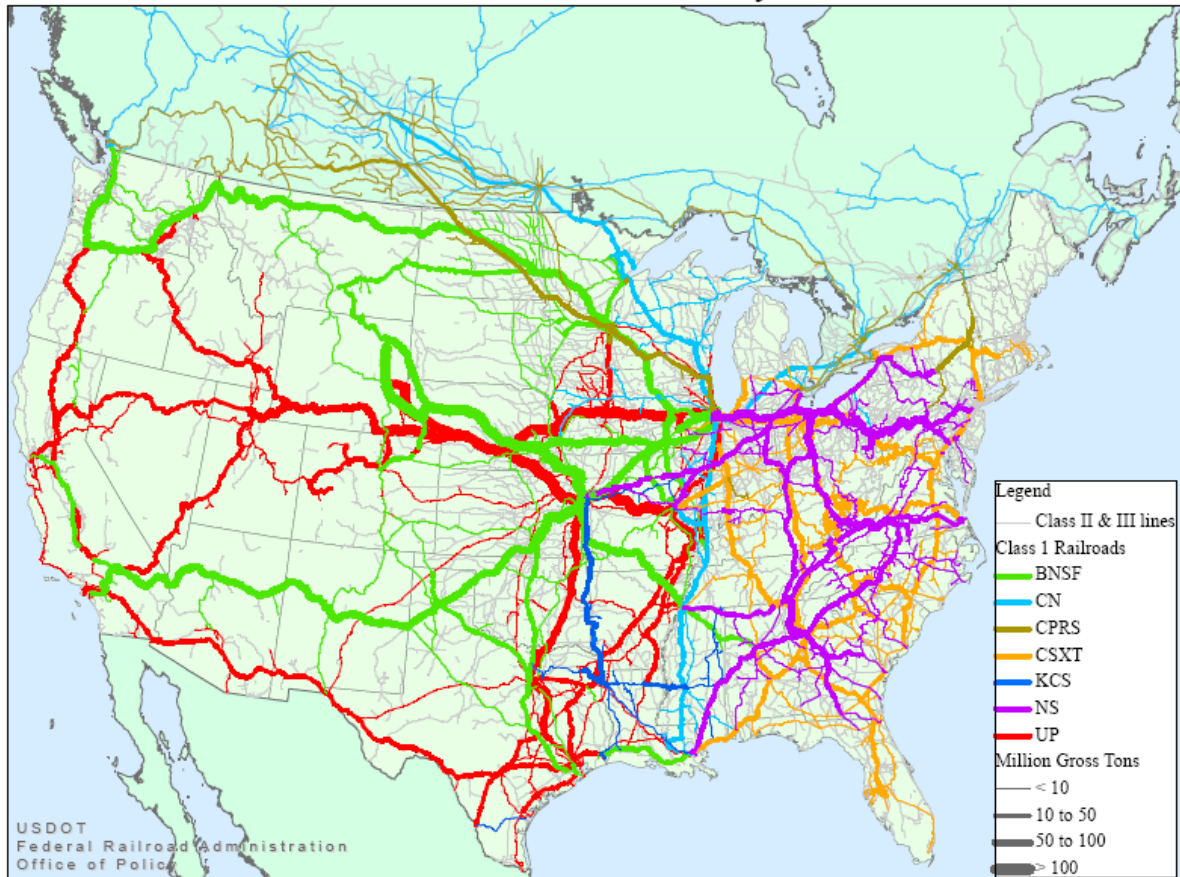 Legend
Class II & III lines
Class 1 Railroads
BNSF
CN
CPRS
CSXT
KCS
NS
UP
Million Gross Tons
< 10
10 to 50
50 to 100
> 100
USDOT
Federal Railroad Administration
Office of Policy